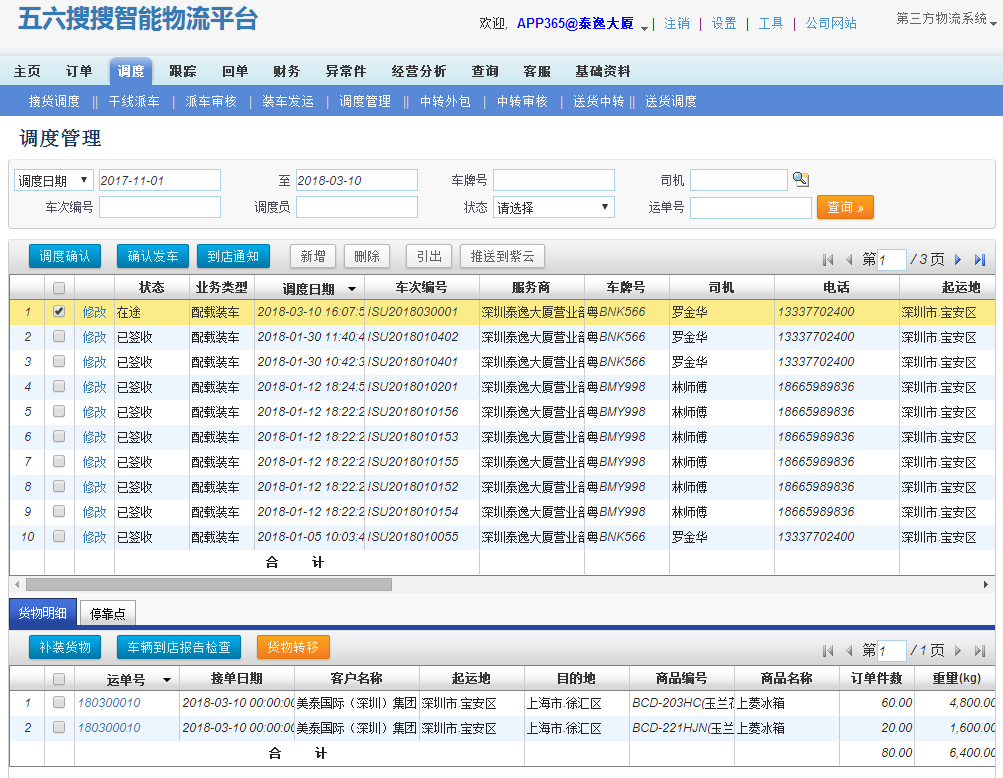 五六搜搜智能物流平台
欢迎, APP365@泰逸大厦 | 注销 | 设置 | 工具 | 公司网站
第三方物流系统
主页 订单 调度 跟踪 回单 财务 异常件 经营分析 查询 客服 基础资料
接货调度 || 干线派车 | 派车审核 | 装车发运 | 调度管理 || 中转外包 | 中转审核 | 送货中转 || 送货调度
调度管理
调度日期 2017-11-01 至 2018-03-10 车牌号 司机
车次编号 调度员 状态 请选择 运单号 查询 »
调度确认 确认发车 到店通知 新增 删除 引出 推送到紫云 第 1 / 3 页
状态 业务类型 调度日期 车次编号 服务商 车牌号 司机 电话 起运地
1 修改 在途 配载装车 2018-03-10 16:07:5 ISU2018030001 深圳泰逸大厦营业部 粤BNK566 罗金华 13337702400 深圳市.宝安区
2 修改 已签收 配载装车 2018-01-30 11:40:4 ISU2018010402 深圳泰逸大厦营业部 粤BNK566 罗金华 13337702400 深圳市.宝安区
3 修改 已签收 配载装车 2018-01-30 10:42:3 ISU2018010401 深圳泰逸大厦营业部 粤BNK566 罗金华 13337702400 深圳市.宝安区
4 修改 已签收 配载装车 2018-01-12 18:24:5 ISU2018010201 深圳泰逸大厦营业部 粤BMY998 林师傅 18665989836 深圳市.宝安区
5 修改 已签收 配载装车 2018-01-12 18:22:2 ISU2018010156 深圳泰逸大厦营业部 粤BMY998 林师傅 18665989836 深圳市.宝安区
6 修改 已签收 配载装车 2018-01-12 18:22:2 ISU2018010153 深圳泰逸大厦营业部 粤BMY998 林师傅 18665989836 深圳市.宝安区
7 修改 已签收 配载装车 2018-01-12 18:22:2 ISU2018010155 深圳泰逸大厦营业部 粤BMY998 林师傅 18665989836 深圳市.宝安区
8 修改 已签收 配载装车 2018-01-12 18:22:2 ISU2018010152 深圳泰逸大厦营业部 粤BMY998 林师傅 18665989836 深圳市.宝安区
9 修改 已签收 配载装车 2018-01-12 18:22:2 ISU2018010154 深圳泰逸大厦营业部 粤BMY998 林师傅 18665989836 深圳市.宝安区
10 修改 已签收 配载装车 2018-01-05 10:03:4 ISU2018010055 深圳泰逸大厦营业部 粤BNK566 罗金华 13337702400 深圳市.宝安区
合 计
货物明细 停靠点
补装货物 车辆到店报告检查 货物转移 第 1 / 1 页
运单号 接单日期 客户名称 起运地 目的地 商品编号 商品名称 订单件数 重量(kg)
1 180300010 2018-03-10 00:00:00 美泰国际（深圳）集团 深圳市.宝安区 上海市.徐汇区 BCD-203HC(玉兰花 上菱冰箱 60.00 4,800.00
2 180300010 2018-03-10 00:00:00 美泰国际（深圳）集团 深圳市.宝安区 上海市.徐汇区 BCD-221HJN(玉兰 上菱冰箱 20.00 1,600.00
合 计 80.00 6,400.00